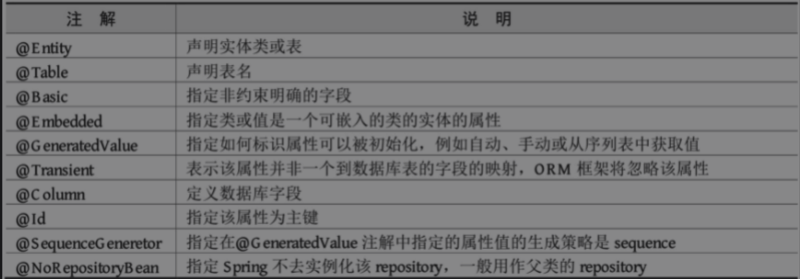 注 解 说 明
@Entity 声明实体类或表
@Table 声明表名
@Basic 指定非约束明确的字段
@Embedded 指定类或值是一个可嵌入的类的实体的属性
@GeneratedValue 指定如何标识属性可以被初始化，例如自动、手动或从序列表中获取值
@Transient 表示该属性并非一个到数据库表的字段的映射，ORM 框架将忽略该属性
@Column 定义数据库字段
@Id 指定该属性为主键
@SequenceGeneretor 指定在@GeneratedValue 注解中指定的属性值的生成策略是 sequence
@NoRepositoryBean 指定 Spring 不去实例化该 repository，一般用作父类的 repository